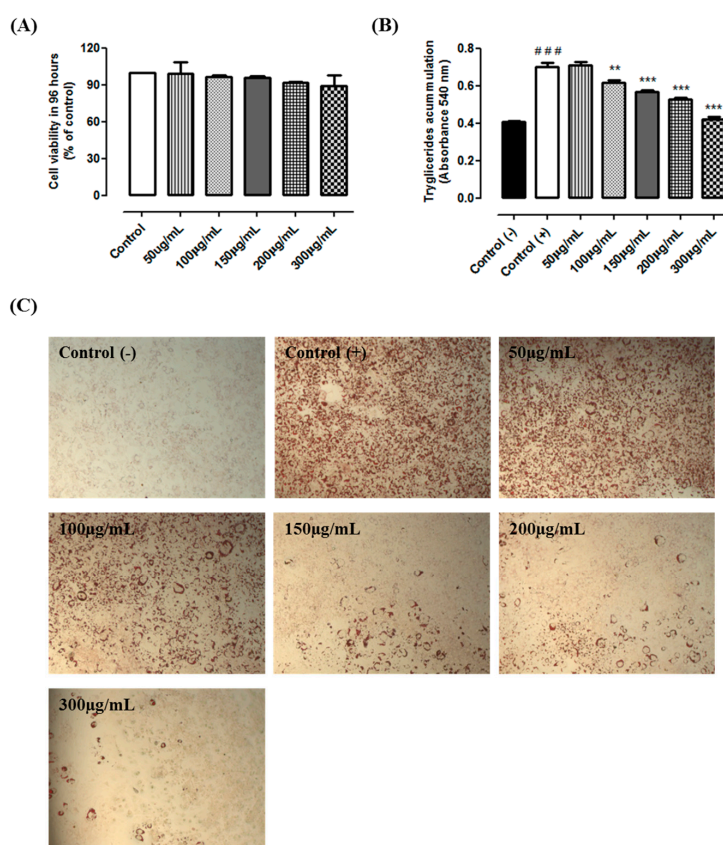 (A)
Cell viability in 96 hours
(% of control)
120
90
60
30
0
Control
50µg/mL
100µg/mL
150µg/mL
200µg/mL
300µg/mL
(B)
Tryglicerides acummulation
(Absorbance 540 nm)
0.8
0.6
0.4
0.2
0.0
###
**
***
***
***
Control (-)
Control (+)
50µg/mL
100µg/mL
150µg/mL
200µg/mL
300µg/mL
(C)
Control (-)
Control (+)
50µg/mL
100µg/mL
150µg/mL
200µg/mL
300µg/mL